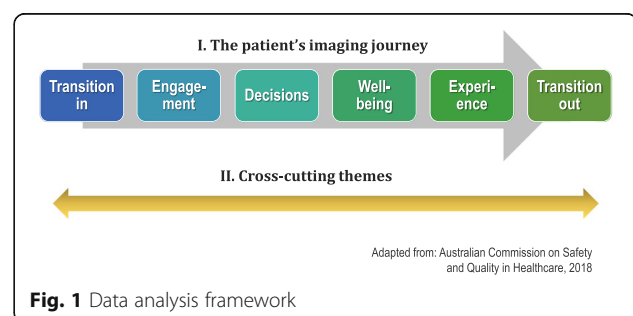 I. The patient's imaging journey
Transition
in
Engage-
ment
Decisions
Well-
being
Experi-
ence
Transition
out
II. Cross-cutting themes
Adapted from: Australian Commission on Safety
and Quality in Healthcare, 2018
Fig. 1 Data analysis framework